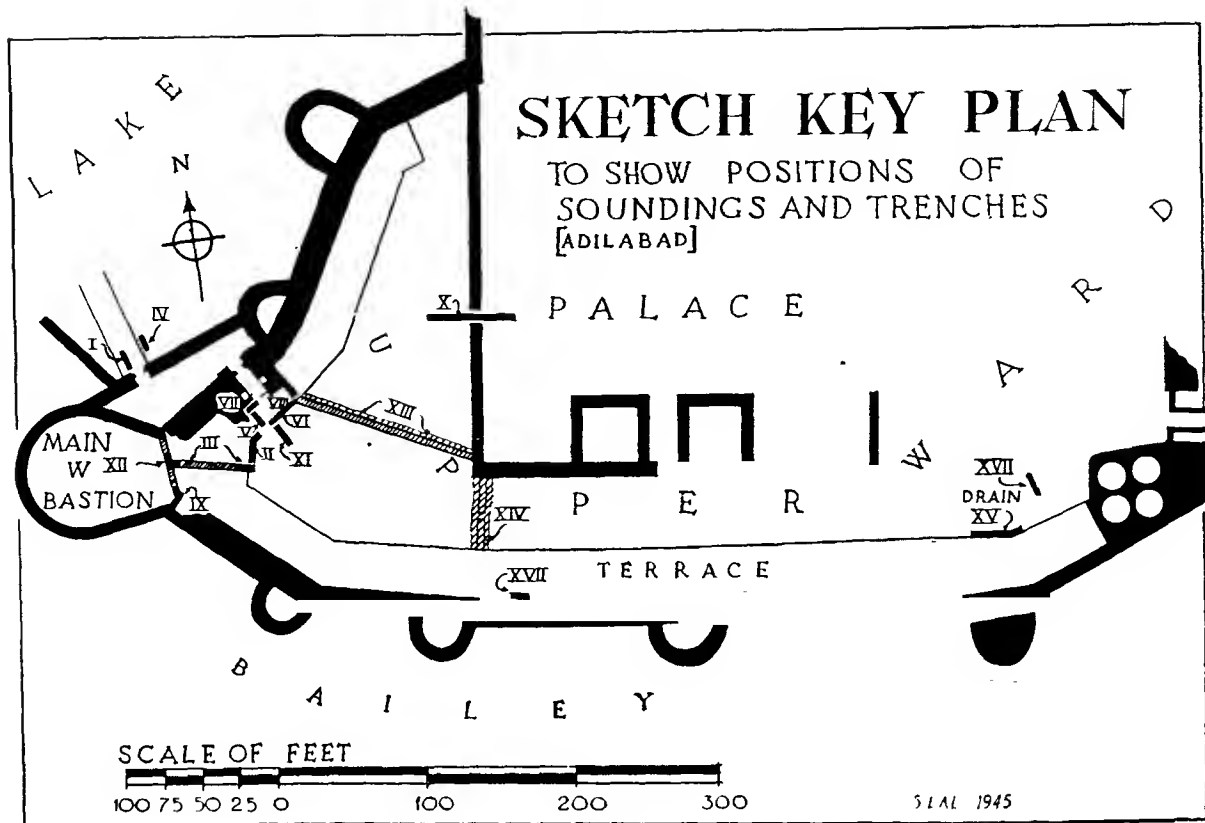 SKETCH KEY PLAN
TO SHOW POSITIONS OF
SOUNDINGS AND TRENCHES
[ADILABAD]
LAKE
N
IV
I
X
PALACE
UPPER WARD
XIII
VIII
VII
VI
V
II
XI
III
XII
MAIN
W
BASTION
IX
XIV
XVII
DRAIN
XV
TERRACE
XVII
BAILEY
SCALE OF FEET
100 75 50 25 0 100 200 300
1945